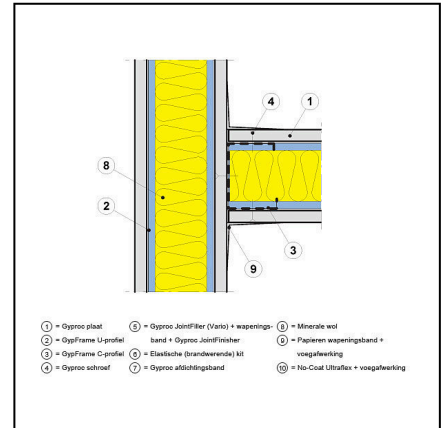 4
1
8
2
3
9
1 = Gyproc plaat
2 = GypFrame U-profiel
3 = GypFrame C-profiel
4 = Gyproc schroef
5 = Gyproc JointFiller (Vario) + wapenings-
band + Gyproc JointFinisher
6 = Elastische (brandwerende) kit
7 = Gyproc afdichtingsband
8 = Minerale wol
9 = Papieren wapeningsband +
voegafwerking
10 = No-Coat Ultraflex + voegafwerking